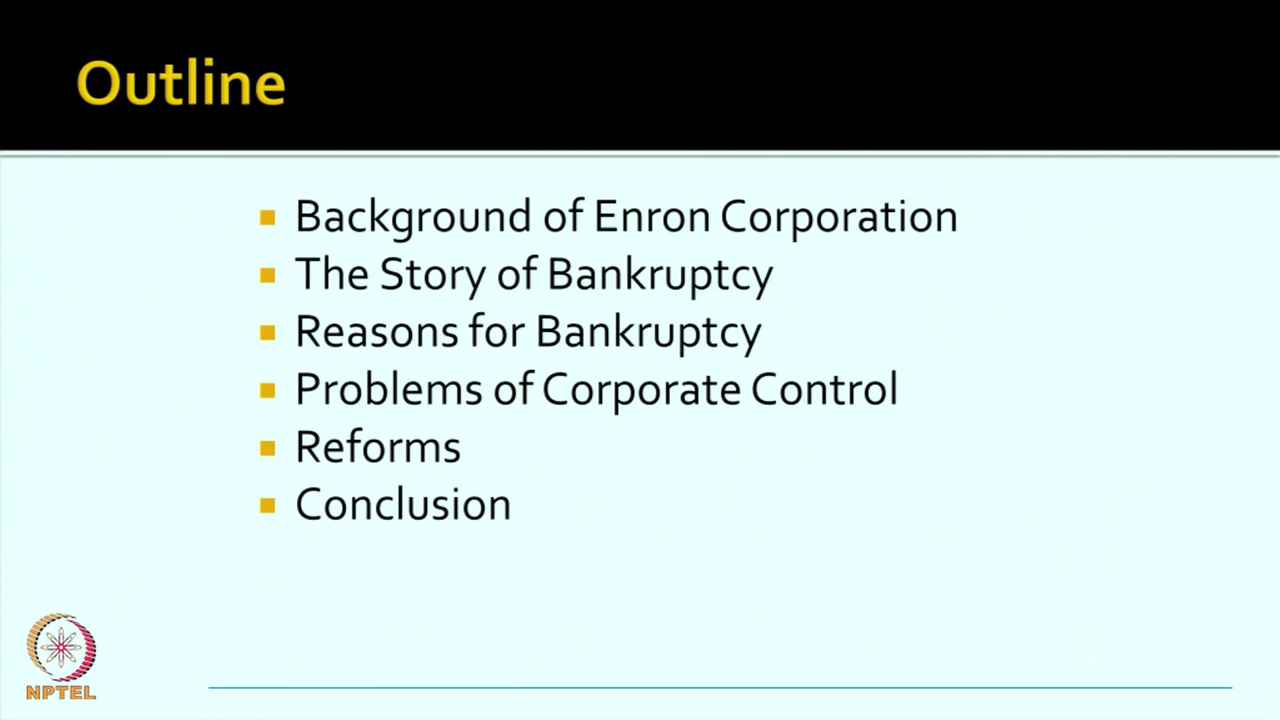 Outline
Background of Enron Corporation
The Story of Bankruptcy
Reasons for Bankruptcy
Problems of Corporate Control
Reforms
Conclusion
NPTEL